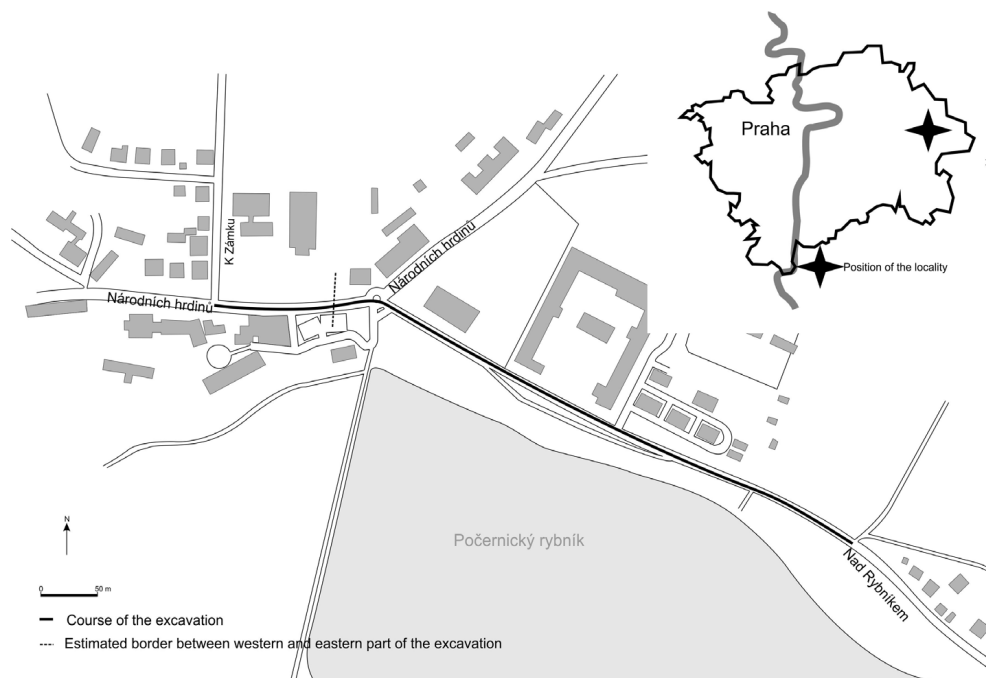 Praha
Position of the locality
K Zámku
Národních hrdinů
Národních hrdinů
Počernický rybník
Nad Rybníkem
N
0 50 m
Course of the excavation
Estimated border between western and eastern part of the excavation